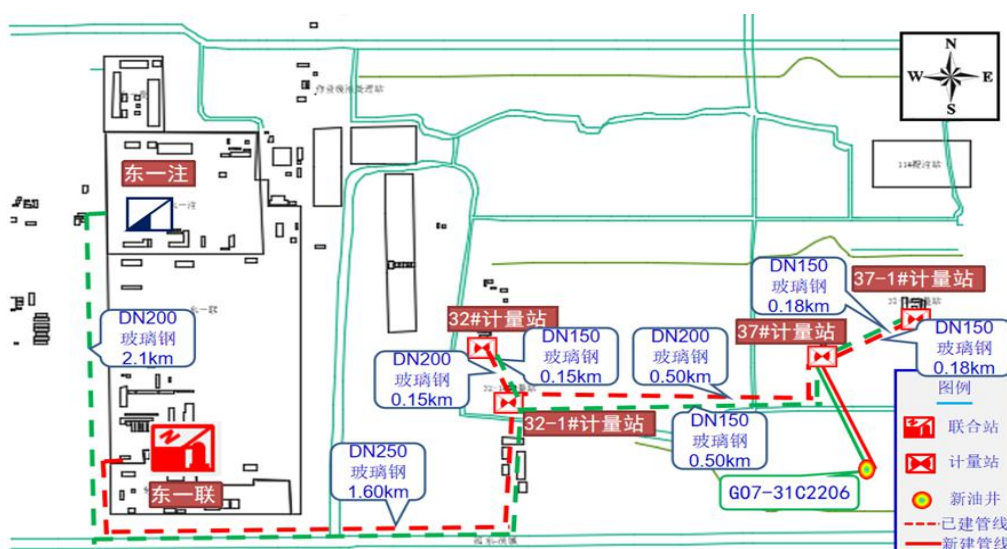 N
W
E
S
东一注
11#配注站
DN200
玻璃钢
2.1km
DN150
玻璃钢
0.18km
37-1#计量站
32#计量站
37#计量站
DN150
玻璃钢
0.15km
DN200
玻璃钢
0.50km
DN200
玻璃钢
0.15km
DN150
玻璃钢
0.18km
32-1#计量站
DN150
玻璃钢
0.50km
DN250
玻璃钢
1.60km
东一联
G07-31C2206
图例
联合站
计量站
新油井
已建管线
新建管线